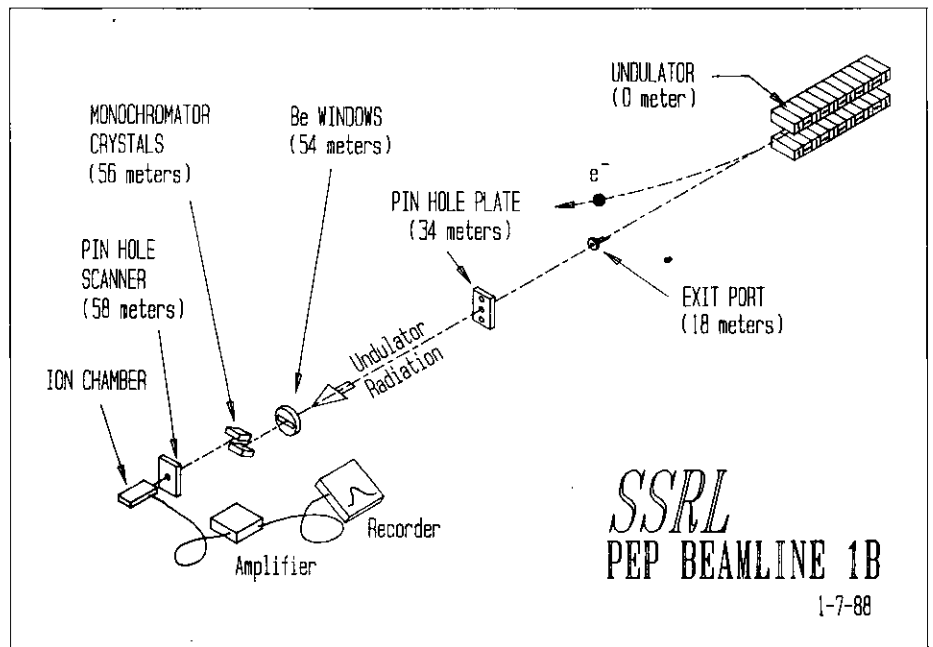 UNDULATOR
(0 meter)
MONOCHROMATOR
CRYSTALS
(56 meters)
Be WINDOWS
(54 meters)
e⁻
PIN HOLE PLATE
(34 meters)
PIN HOLE
SCANNER
(58 meters)
EXIT PORT
(18 meters)
Undulator
Radiation
ION CHAMBER
Recorder
Amplifier
SSRL
PEP BEAMLINE 1B
1-7-88